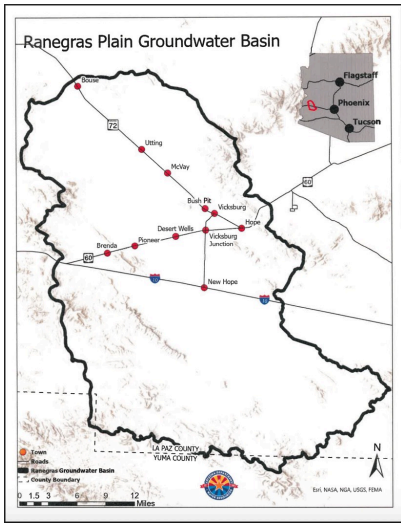 Ranegras Plain Groundwater Basin
Flagstaff
Phoenix
Tucson
Bouse
72
Utting
McVay
60
Bush Pit
Vicksburg
Hope
Desert Wells
Vicksburg
Junction
Pioneer
Brenda
60
New Hope
LA PAZ COUNTY
YUMA COUNTY
Town
Roads
Ranegras Groundwater Basin
County Boundary
0 1.5 3 6 9 12
Miles
N
Esri, NASA, NGA, USGS, FEMA